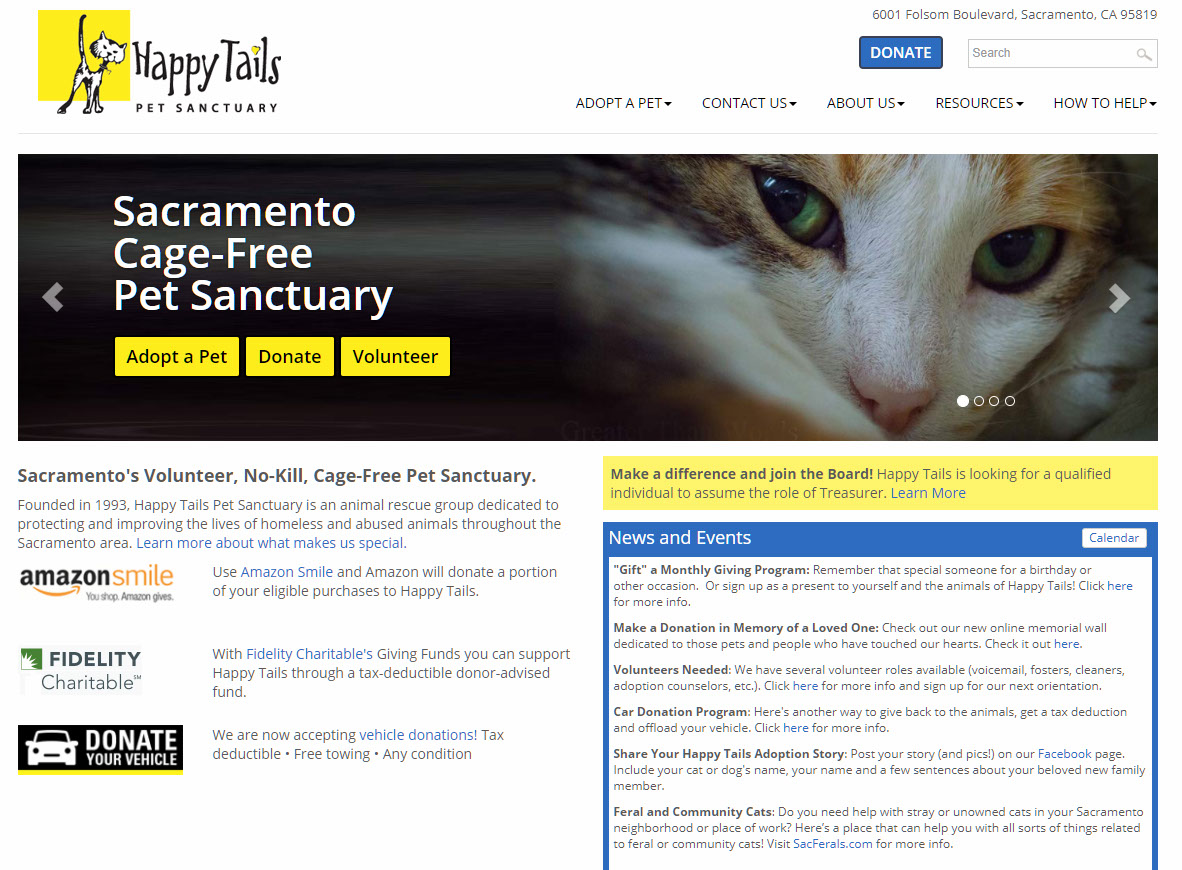 6001 Folsom Boulevard, Sacramento, CA 95819
Happy Tails
PET SANCTUARY
DONATE
Search
ADOPT A PET
CONTACT US
ABOUT US
RESOURCES
HOW TO HELP
Sacramento
Cage-Free
Pet Sanctuary
Adopt a Pet
Donate
Volunteer
Greater Than Words
Sacramento's Volunteer, No-Kill, Cage-Free Pet Sanctuary.
Founded in 1993, Happy Tails Pet Sanctuary is an animal rescue group dedicated to
protecting and improving the lives of homeless and abused animals throughout the
Sacramento area. Learn more about what makes us special.
amazonsmile
You shop. Amazon gives.
Use Amazon Smile and Amazon will donate a portion
of your eligible purchases to Happy Tails.
FIDELITY
Charitable℠
With Fidelity Charitable's Giving Funds you can support
Happy Tails through a tax-deductible donor-advised
fund.
DONATE
YOUR VEHICLE
We are now accepting vehicle donations! Tax
deductible • Free towing • Any condition
Make a difference and join the Board! Happy Tails is looking for a qualified
individual to assume the role of Treasurer. Learn More
News and Events
Calendar
"Gift" a Monthly Giving Program: Remember that special someone for a birthday or
other occasion.  Or sign up as a present to yourself and the animals of Happy Tails! Click here
for more info.
Make a Donation in Memory of a Loved One: Check out our new online memorial wall
dedicated to those pets and people who have touched our hearts. Check it out here.
Volunteers Needed: We have several volunteer roles available (voicemail, fosters, cleaners,
adoption counselors, etc.). Click here for more info and sign up for our next orientation.
Car Donation Program: Here's another way to give back to the animals, get a tax deduction
and offload your vehicle. Click here for more info.
Share Your Happy Tails Adoption Story: Post your story (and pics!) on our Facebook page.
Include your cat or dog's name, your name and a few sentences about your beloved new family
member.
Feral and Community Cats: Do you need help with stray or unowned cats in your Sacramento
neighborhood or place of work? Here's a place that can help you with all sorts of things related
to feral or community cats! Visit SacFerals.com for more info.